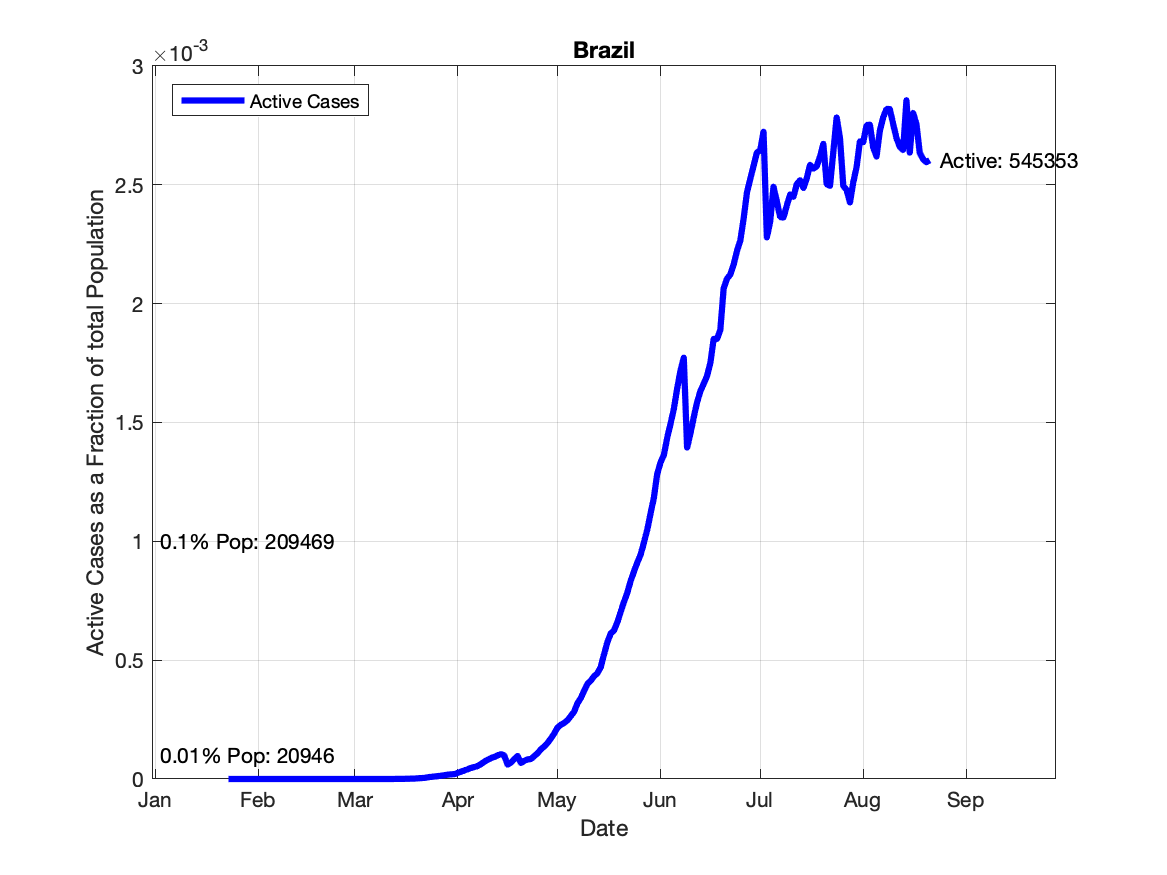 Brazil
×10-3
3
Active Cases
Active: 545353
2.5
2
1.5
1
0.1% Pop: 209469
0.5
0.01% Pop: 20946
0
Active Cases as a Fraction of total Population
Jan Feb Mar Apr May Jun Jul Aug Sep
Date